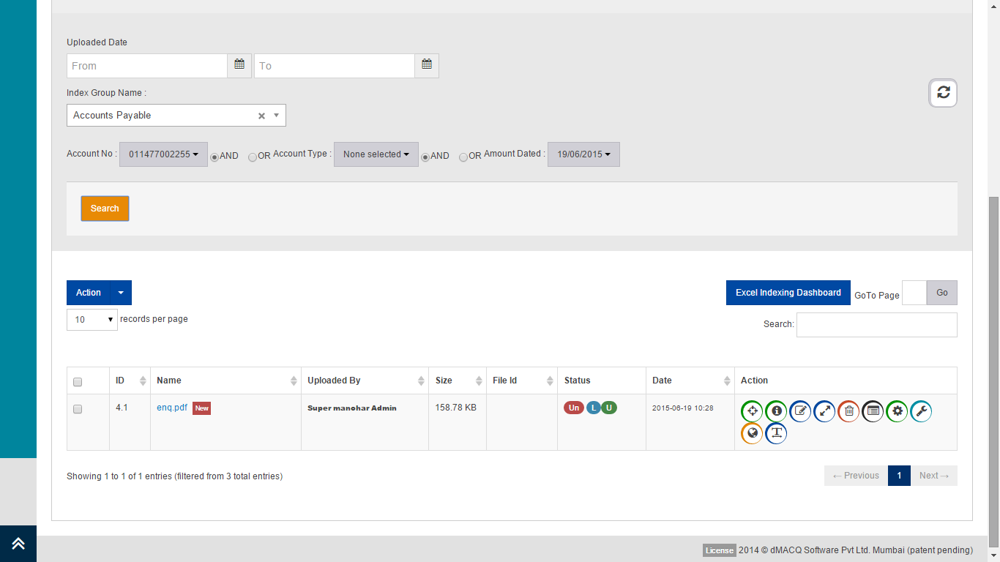 Uploaded Date
From To
Index Group Name :
Accounts Payable
Account No : 011477002255 AND OR Account Type : None selected AND OR Amount Dated : 19/06/2015
Search
Action Excel Indexing Dashboard GoTo Page Go
10 records per page
Search:
ID Name Uploaded By Size File Id Status Date Action
4.1 enq.pdf New Super manohar Admin 158.78 KB Un L U 2015-06-19 10:28
Showing 1 to 1 of 1 entries (filtered from 3 total entries) ← Previous 1 Next →
License 2014 © dMACQ Software Pvt Ltd. Mumbai (patent pending)